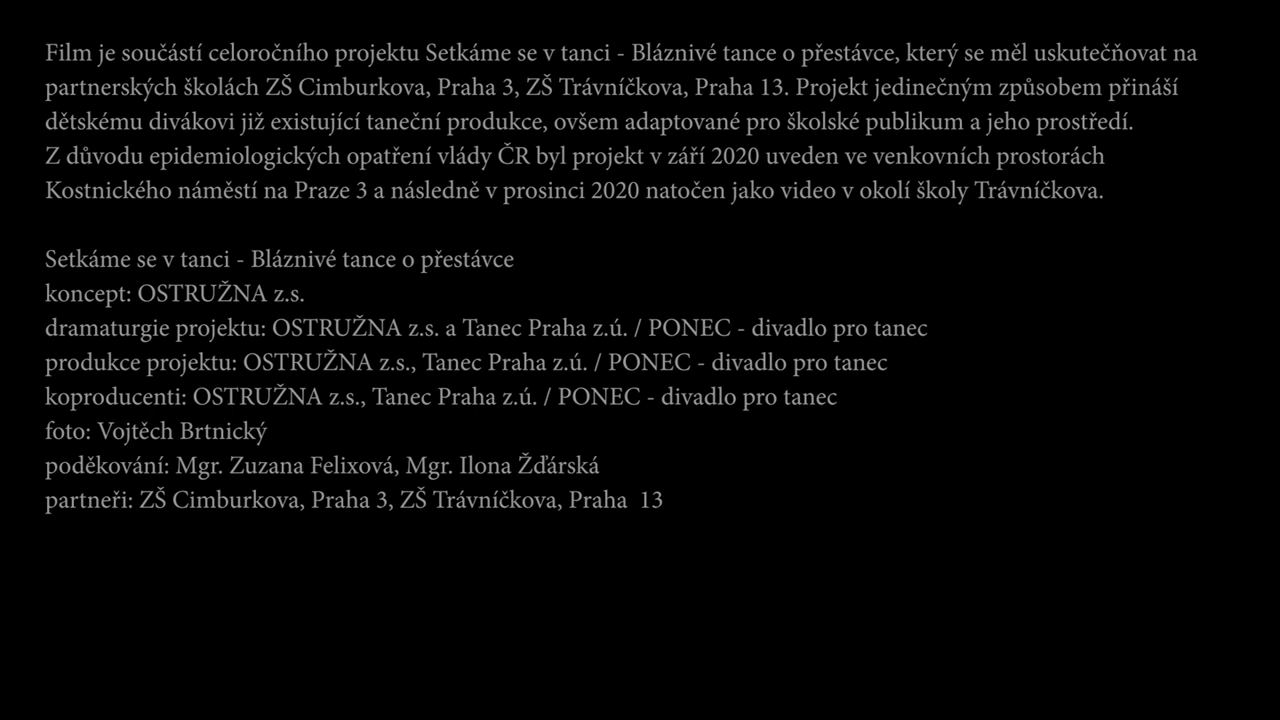 Film je součástí celoročního projektu Setkáme se v tanci - Bláznivé tance o přestávce, který se měl uskutečňovat na
partnerských školách ZŠ Cimburkova, Praha 3, ZŠ Trávníčkova, Praha 13. Projekt jedinečným způsobem přináší
dětskému divákovi již existující taneční produkce, ovšem adaptované pro školské publikum a jeho prostředí.
Z důvodu epidemiologických opatření vlády ČR byl projekt v září 2020 uveden ve venkovních prostorách
Kostnického náměstí na Praze 3 a následně v prosinci 2020 natočen jako video v okolí školy Trávníčkova.
Setkáme se v tanci - Bláznivé tance o přestávce
koncept: OSTRUŽNA z.s.
dramaturgie projektu: OSTRUŽNA z.s. a Tanec Praha z.ú. / PONEC - divadlo pro tanec
produkce projektu: OSTRUŽNA z.s., Tanec Praha z.ú. / PONEC - divadlo pro tanec
koproducenti: OSTRUŽNA z.s., Tanec Praha z.ú. / PONEC - divadlo pro tanec
foto: Vojtěch Brtnický
poděkování: Mgr. Zuzana Felixová, Mgr. Ilona Žďárská
partneři: ZŠ Cimburkova, Praha 3, ZŠ Trávníčkova, Praha  13